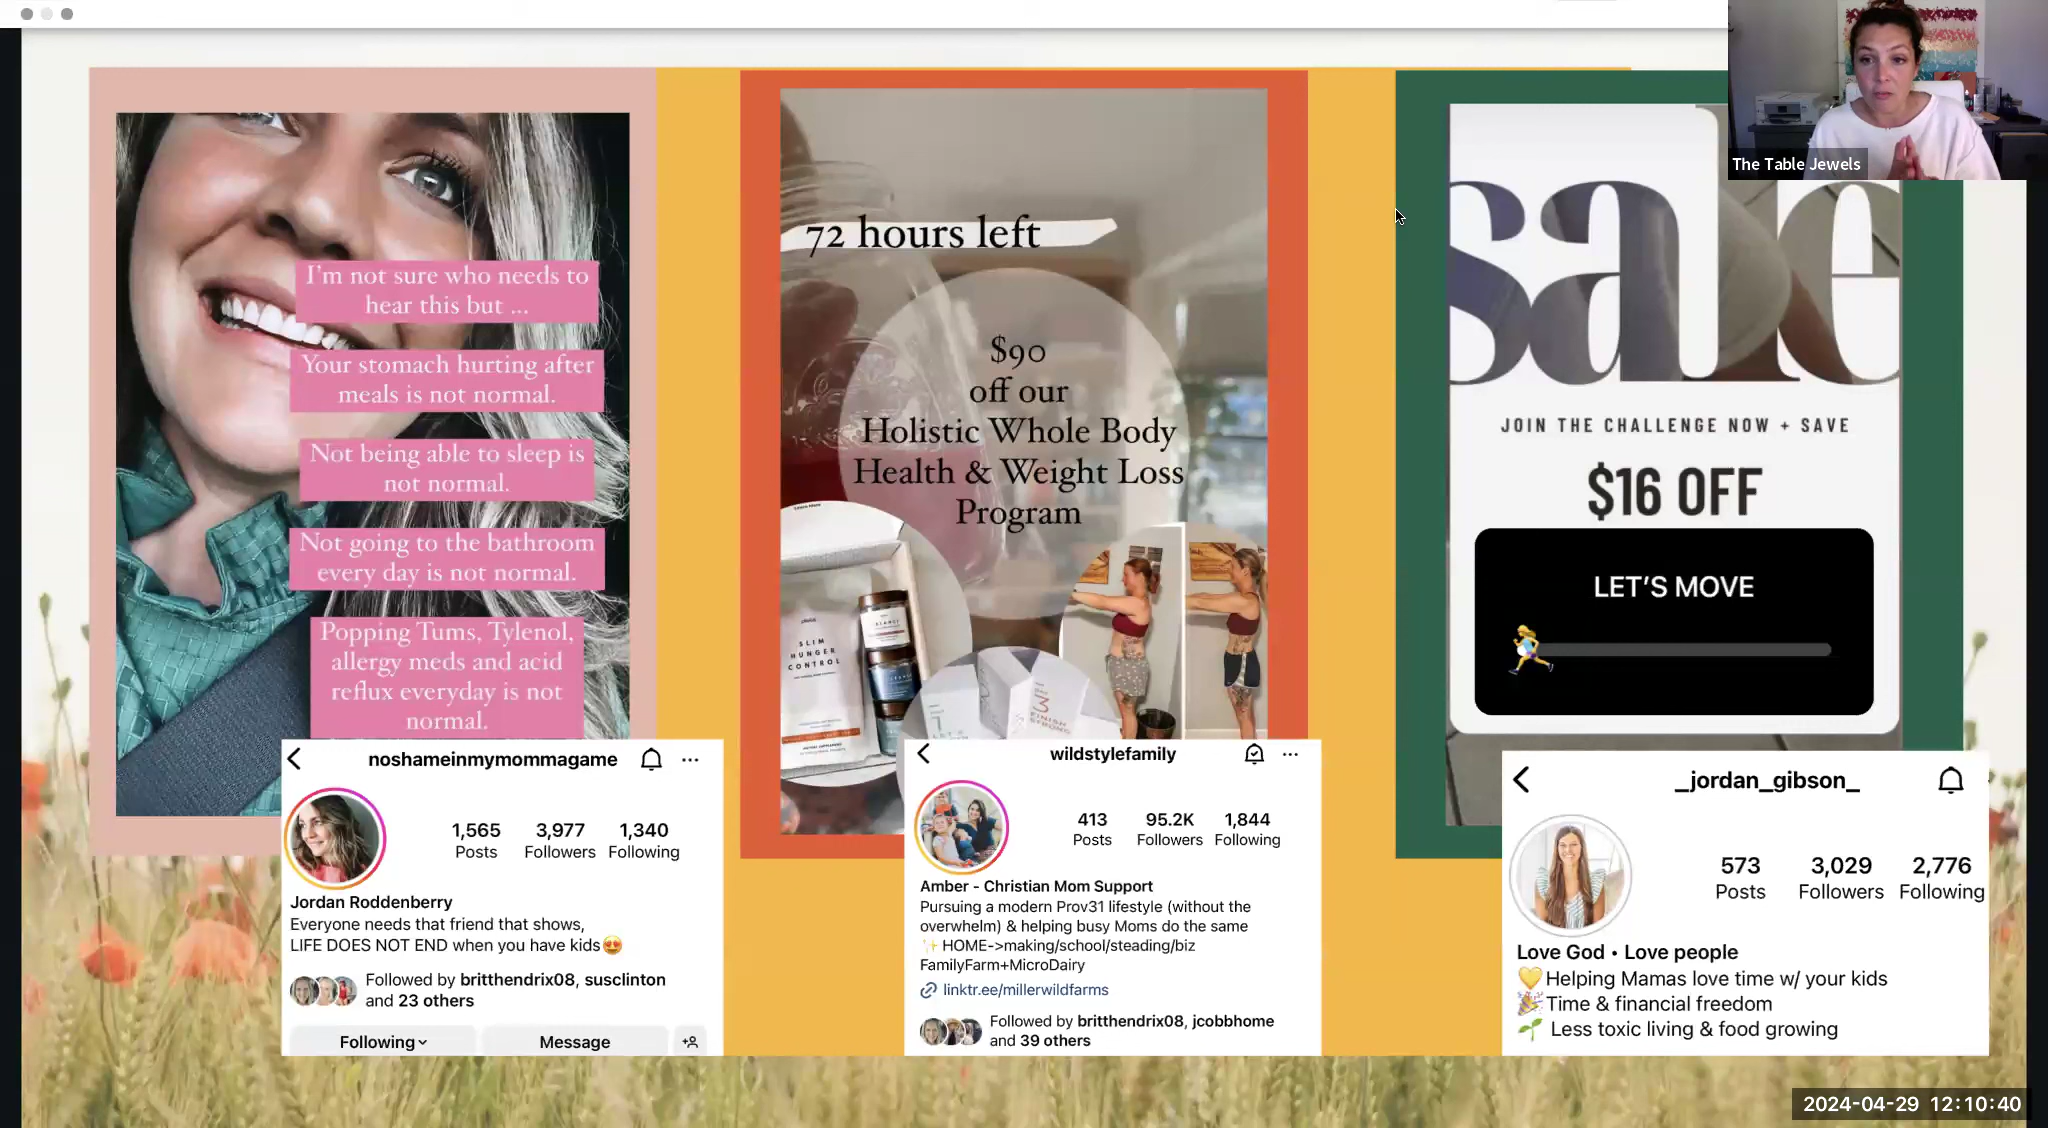 The Table Jewels
I'm not sure who needs to
hear this but ...
Your stomach hurting after
meals is not normal.
Not being able to sleep is
not normal.
Not going to the bathroom
every day is not normal.
Popping Tums, Tylenol,
allergy meds and acid
reflux everyday is not
normal.
noshameinmymommagame
1,565 3,977 1,340
Posts Followers Following
Jordan Roddenberry
Everyone needs that friend that shows,
LIFE DOES NOT END when you have kids😍
Followed by britthendrix08, susclinton
and 23 others
Following Message
72 hours left
$90
off our
Holistic Whole Body
Health & Weight Loss
Program
SLIM
HUNGER
CONTROL
3
FINISH
STRONG
wildstylefamily
413 95.2K 1,844
Posts Followers Following
Amber - Christian Mom Support
Pursuing a modern Prov31 lifestyle (without the
overwhelm) & helping busy Moms do the same
✨ HOME->making/school/steading/biz
FamilyFarm+MicroDairy
linktr.ee/millerwildfarms
Followed by britthendrix08, jcobbhome
and 39 others
sale
JOIN THE CHALLENGE NOW + SAVE
$16 OFF
LET'S MOVE
_jordan_gibson_
573 3,029 2,776
Posts Followers Following
Love God • Love people
💛Helping Mamas love time w/ your kids
🎉Time & financial freedom
🌱 Less toxic living & food growing
2024-04-29 12:10:40